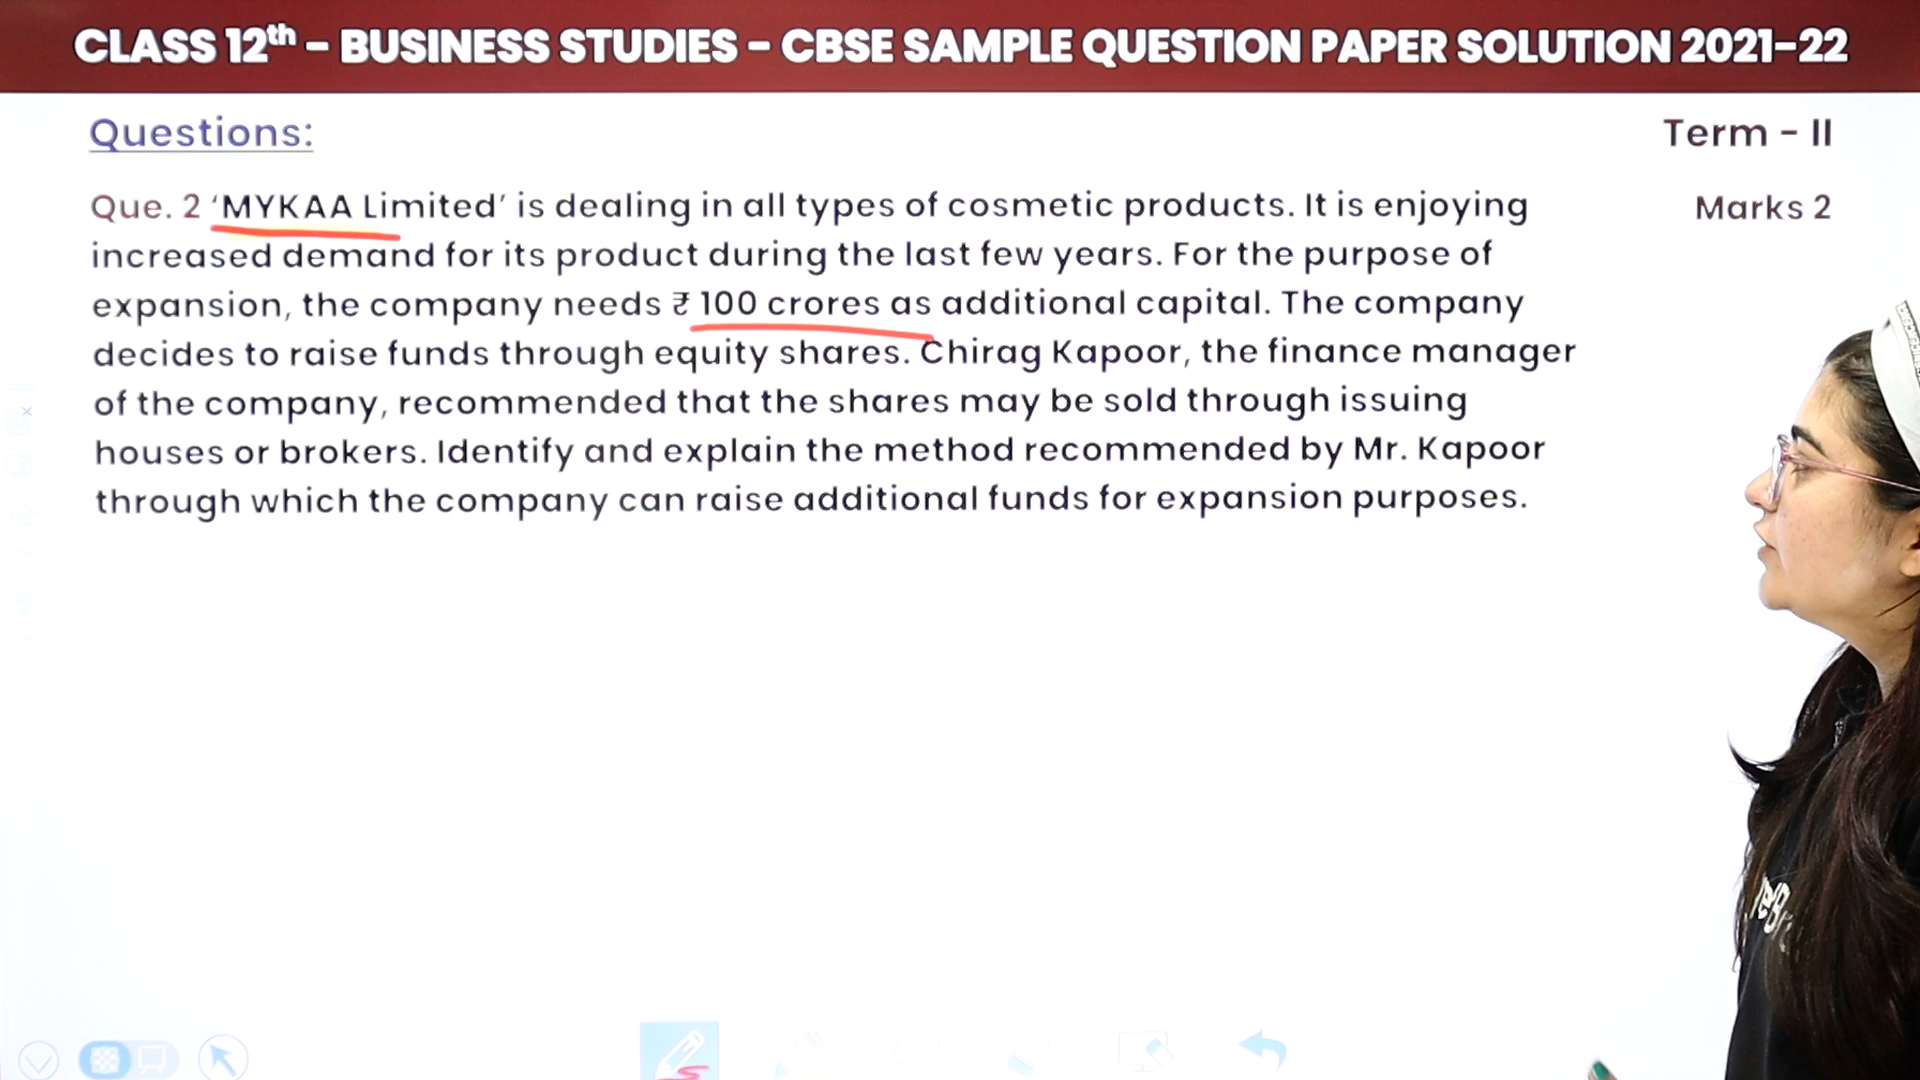 CLASS 12th – BUSINESS STUDIES – CBSE SAMPLE QUESTION PAPER SOLUTION 2021–22
Questions:
Term – II
Que. 2 ‘MYKAA Limited’ is dealing in all types of cosmetic products. It is enjoying
Marks 2
increased demand for its product during the last few years. For the purpose of
expansion, the company needs ₹ 100 crores as additional capital. The company
decides to raise funds through equity shares. Chirag Kapoor, the finance manager
of the company, recommended that the shares may be sold through issuing
houses or brokers. Identify and explain the method recommended by Mr. Kapoor
through which the company can raise additional funds for expansion purposes.